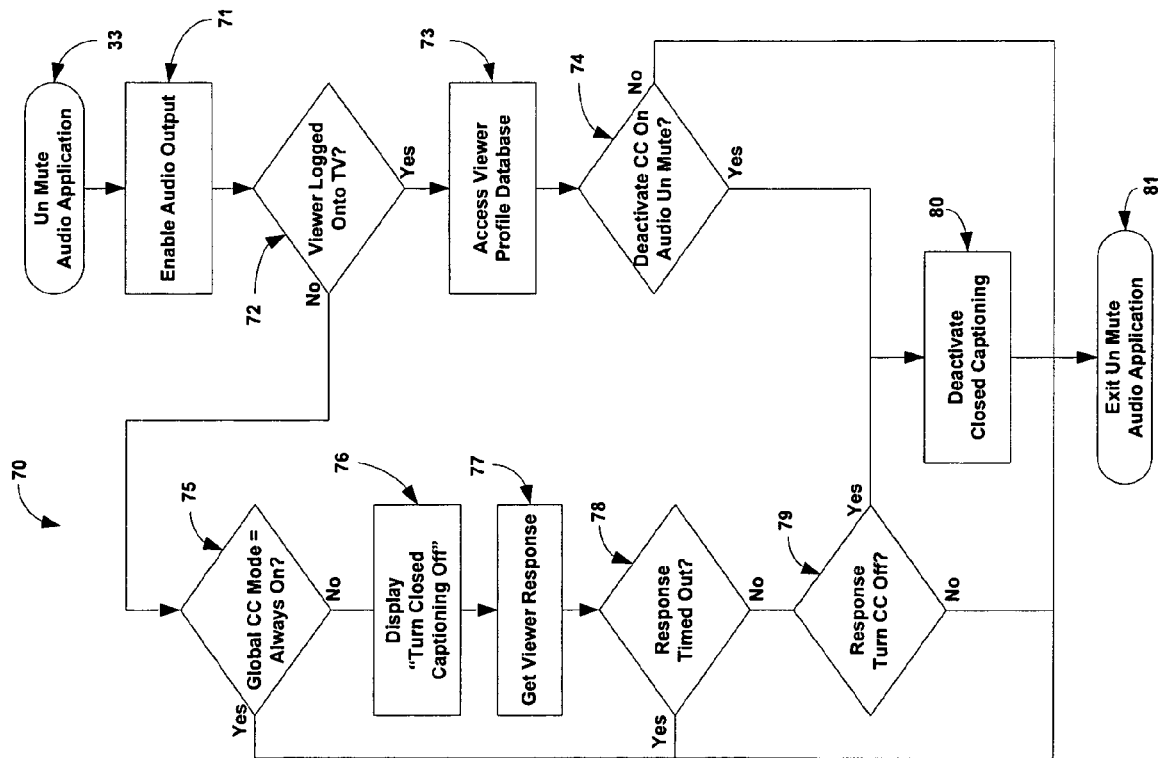 Un Mute
Audio Application
33
Enable Audio Output
71
Viewer Logged
Onto TV?
72
No
Yes
Access Viewer
Profile Database
73
Deactivate CC On
Audio Un Mute?
74
No
Yes
70
Global CC Mode =
Always On?
75
Yes
No
Display
“Turn Closed
Captioning Off”
76
Get Viewer Response
77
Response
Timed Out?
78
Yes
No
Response
Turn CC Off?
79
Yes
No
Deactivate
Closed Captioning
80
Exit Un Mute
Audio Application
81